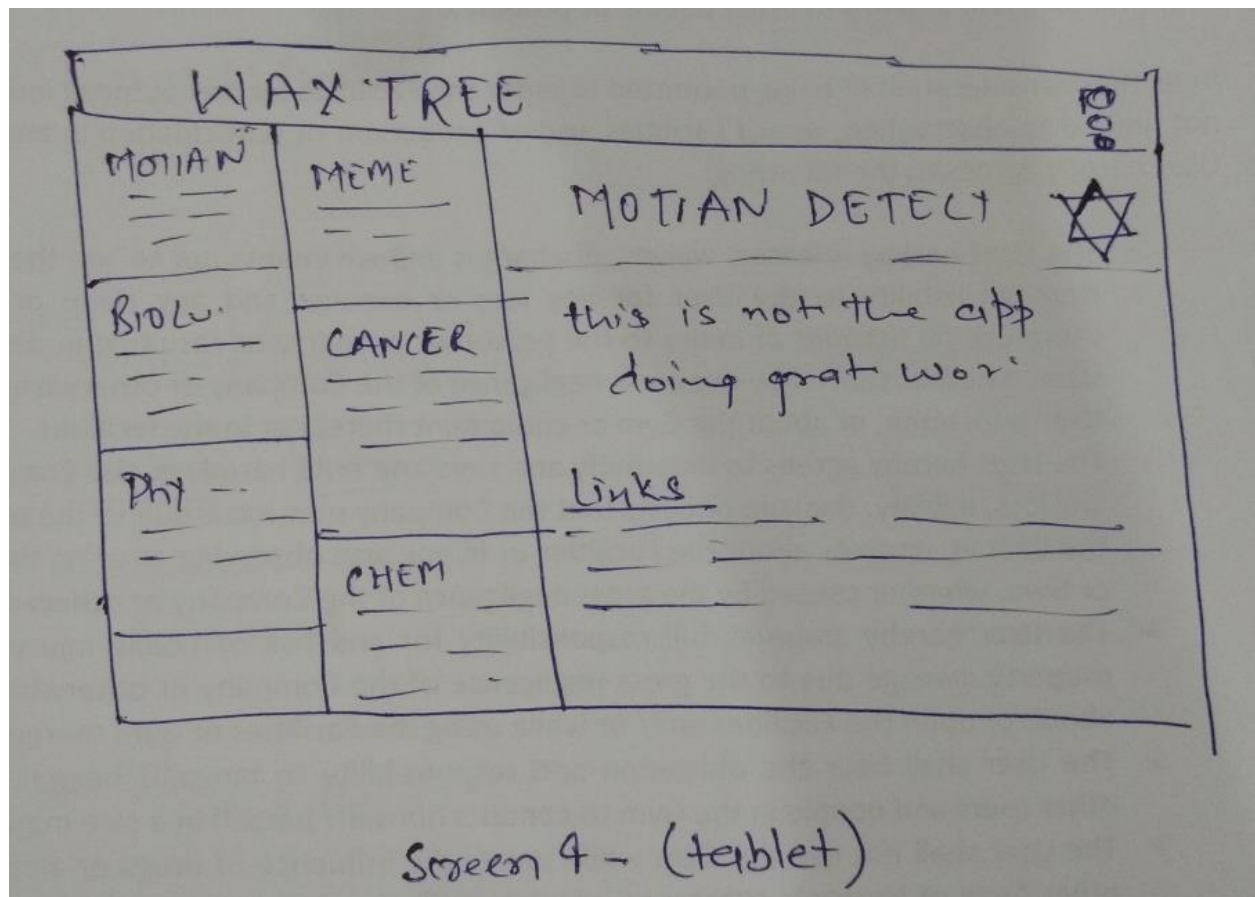 WAX TREE
MOTIAN
BIOLU.
Phy
MEME
CANCER
CHEM
MOTIAN DETELY
this is not the app
doing grat wor
Links
Screen 4 - (tablet)